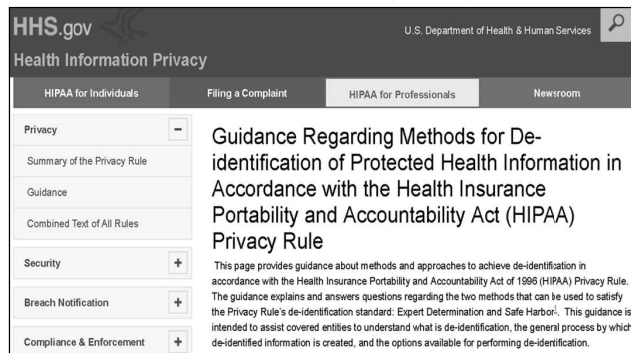 HHS.gov
U.S. Department of Health & Human Services
Health Information Privacy
HIPAA for Individuals
Filing a Complaint
HIPAA for Professionals
Newsroom
Privacy
Summary of the Privacy Rule
Guidance
Combined Text of All Rules
Security
Breach Notification
Compliance & Enforcement
Guidance Regarding Methods for De-
identification of Protected Health Information in
Accordance with the Health Insurance
Portability and Accountability Act (HIPAA)
Privacy Rule
This page provides guidance about methods and approaches to achieve de-identification in
accordance with the Health Insurance Portability and Accountability Act of 1996 (HIPAA) Privacy Rule.
The guidance explains and answers questions regarding the two methods that can be used to satisfy
the Privacy Rule's de-identification standard: Expert Determination and Safe Harbor. This guidance is
intended to assist covered entities to understand what is de-identification, the general process by which
de-identified information is created, and the options available for performing de-identification.